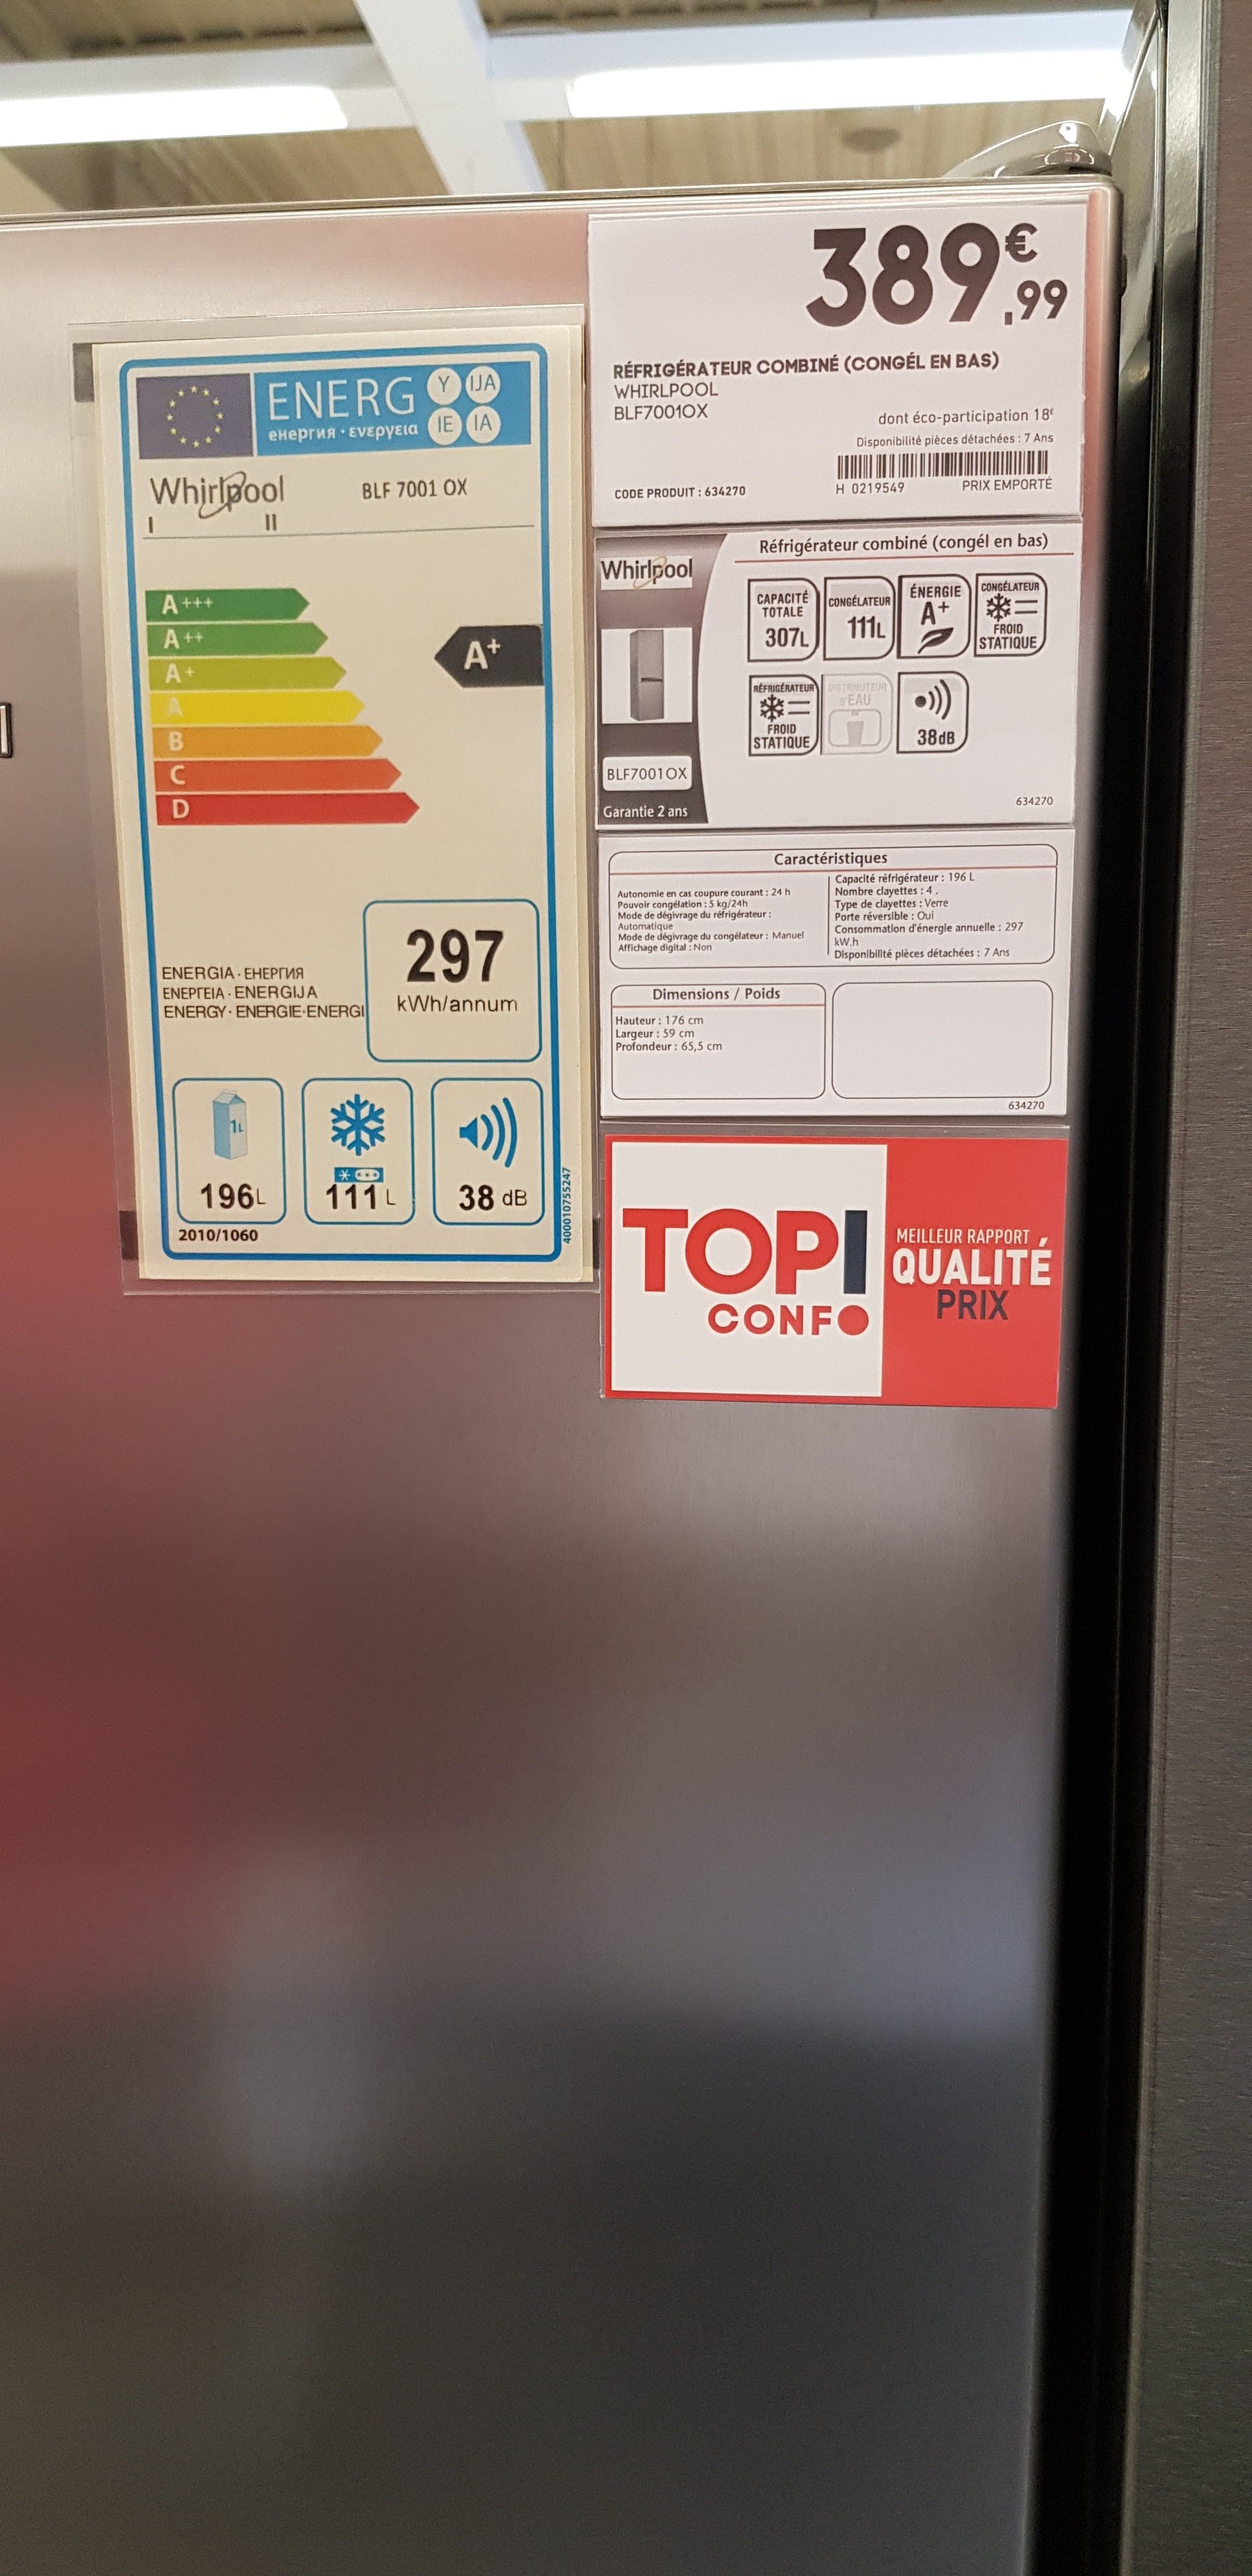 ENERG
Y IJA
IE IA
енергия · ενεργεια
Whirlpool
BLF 7001 OX
I II
A+++
A++
A+
A
B
C
D
A+
297
kWh/annum
ENERGIA · ЕНЕРГИЯ
ΕΝΕΡΓΕΙΑ · ENERGIJA
ENERGY · ENERGIE · ENERGI
1L
196L
111 L
38 dB
2010/1060
400010755247
389€,99
RÉFRIGÉRATEUR COMBINÉ (CONGÉL EN BAS)
WHIRLPOOL
BLF7001OX
dont éco-participation 18€
Disponibilité pièces détachées : 7 Ans
H 0219549
PRIX EMPORTÉ
CODE PRODUIT : 634270
Réfrigérateur combiné (congél en bas)
Whirlpool
CAPACITÉ
TOTALE
307L
CONGÉLATEUR
111L
ÉNERGIE
A+
CONGÉLATEUR
FROID
STATIQUE
RÉFRIGÉRATEUR
FROID
STATIQUE
DISTRIBUTEUR
D'EAU
38dB
BLF7001OX
Garantie 2 ans
634270
Caractéristiques
Autonomie en cas coupure courant : 24 h
Pouvoir congélation : 5 kg/24h
Mode de dégivrage du réfrigérateur :
Automatique
Mode de dégivrage du congélateur : Manuel
Affichage digital : Non
Capacité réfrigérateur : 196 L
Nombre clayettes : 4 .
Type de clayettes : Verre
Porte réversible : Oui
Consommation d'énergie annuelle : 297
kW.h
Disponibilité pièces détachées : 7 Ans
Dimensions / Poids
Hauteur : 176 cm
Largeur : 59 cm
Profondeur : 65,5 cm
634270
TOPI
CONFO
MEILLEUR RAPPORT
QUALITÉ
PRIX